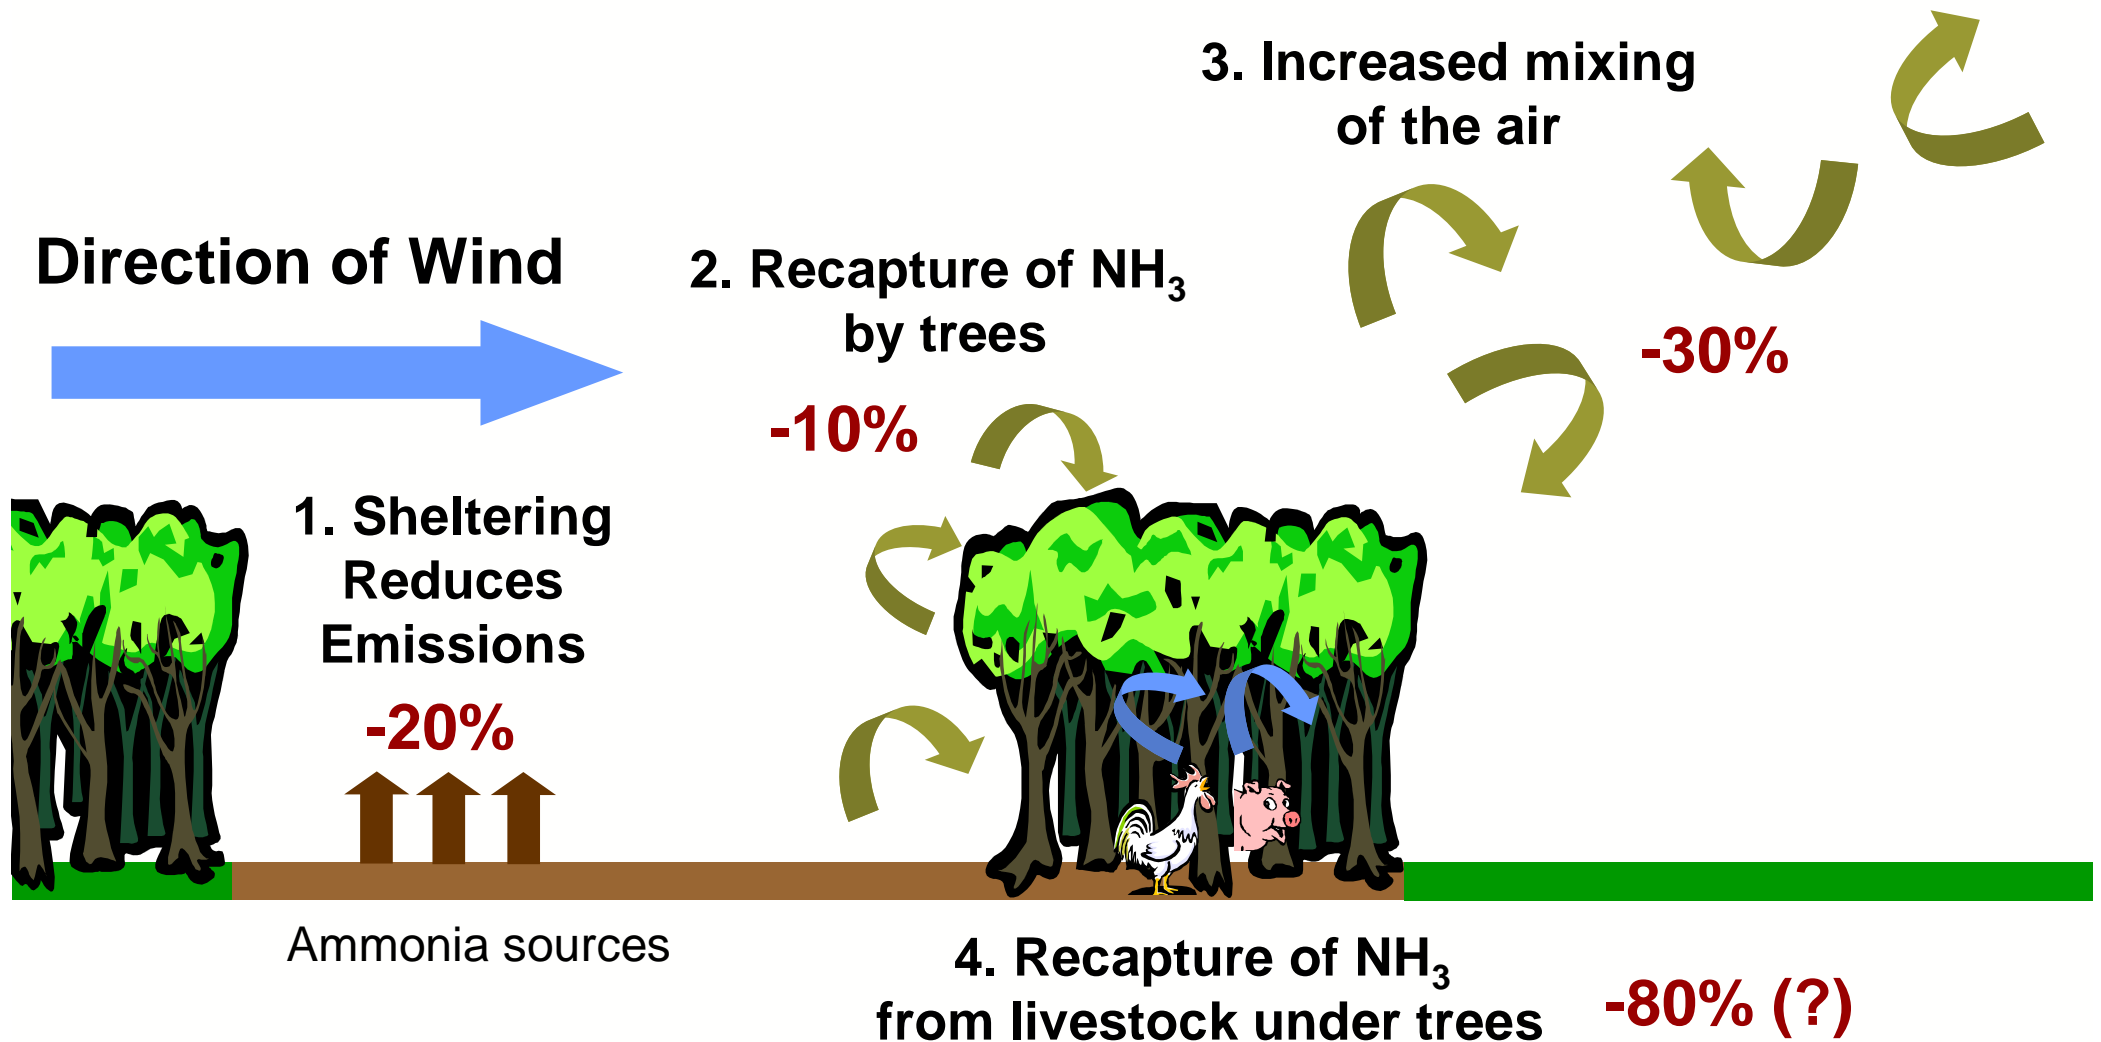 3. Increased mixing
of the air
Direction of Wind
2. Recapture of NH₃
by trees
-10%
-30%
1. Sheltering
Reduces
Emissions
-20%
Ammonia sources
4. Recapture of NH₃
from livestock under trees
-80% (?)